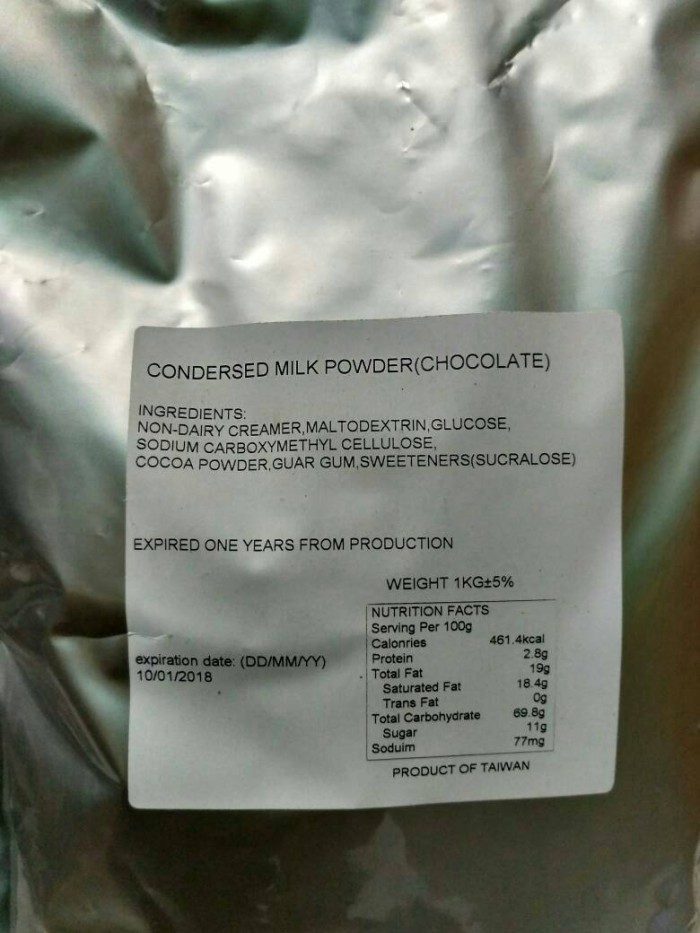 CONDERSED MILK POWDER(CHOCOLATE)
INGREDIENTS:
NON-DAIRY CREAMER,MALTODEXTRIN,GLUCOSE,
SODIUM CARBOXYMETHYL CELLULOSE,
COCOA POWDER,GUAR GUM,SWEETENERS(SUCRALOSE)
EXPIRED ONE YEARS FROM PRODUCTION
WEIGHT 1KG±5%
expiration date: (DD/MM/YY)
10/01/2018
NUTRITION FACTS
Serving Per 100g
Calonries 461.4kcal
Protein 2.8g
Total Fat 19g
Saturated Fat 18.4g
Trans Fat 0g
Total Carbohydrate 69.8g
Sugar 11g
Soduim 77mg
PRODUCT OF TAIWAN